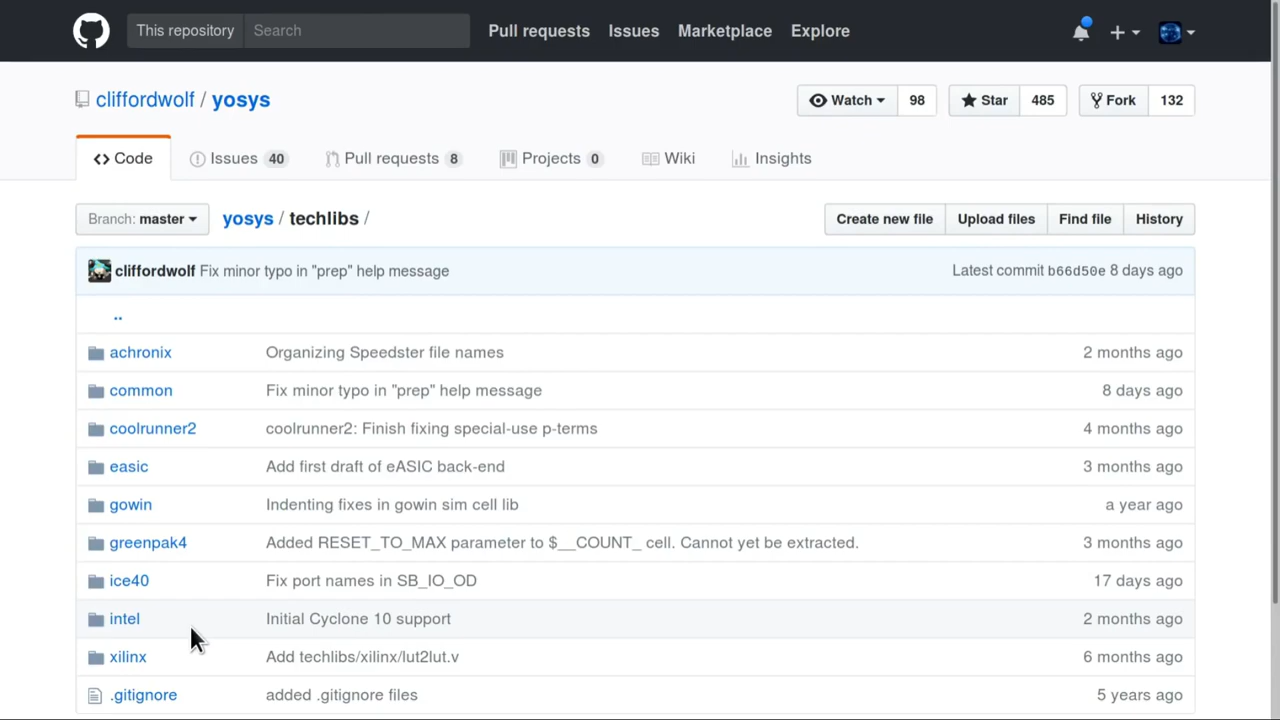 This repository Search Pull requests Issues Marketplace Explore
cliffordwolf / yosys Watch 98 Star 485 Fork 132
Code Issues 40 Pull requests 8 Projects 0 Wiki Insights
Branch: master yosys / techlibs / Create new file Upload files Find file History
cliffordwolf Fix minor typo in "prep" help message Latest commit b66d50e 8 days ago
..
achronix Organizing Speedster file names 2 months ago
common Fix minor typo in "prep" help message 8 days ago
coolrunner2 coolrunner2: Finish fixing special-use p-terms 4 months ago
easic Add first draft of eASIC back-end 3 months ago
gowin Indenting fixes in gowin sim cell lib a year ago
greenpak4 Added RESET_TO_MAX parameter to $__COUNT_ cell. Cannot yet be extracted. 3 months ago
ice40 Fix port names in SB_IO_OD 17 days ago
intel Initial Cyclone 10 support 2 months ago
xilinx Add techlibs/xilinx/lut2lut.v 6 months ago
.gitignore added .gitignore files 5 years ago